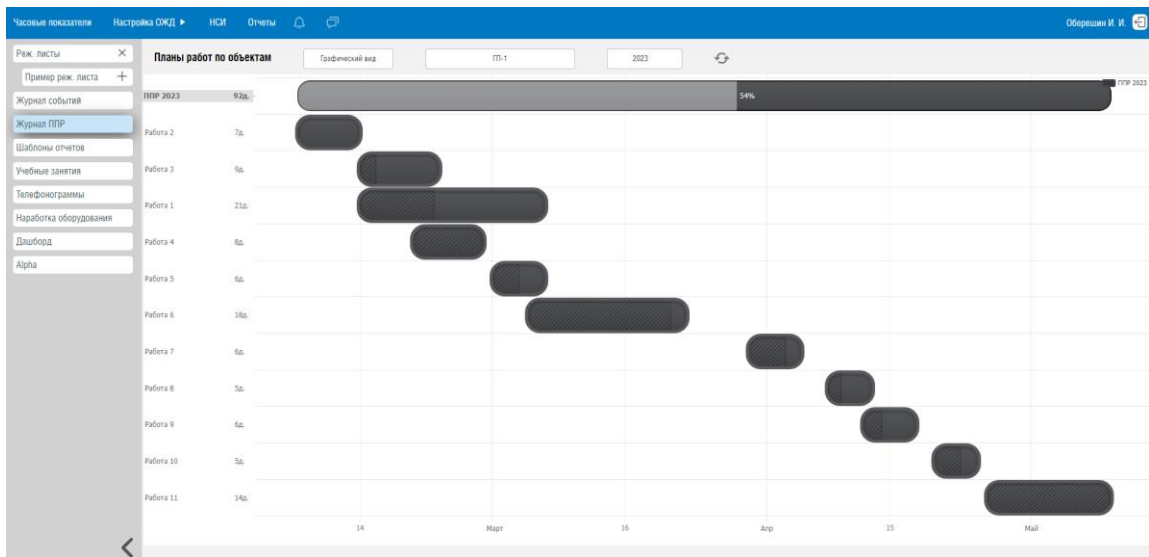 Часовые показатели Настройка ОЖД ▶ НСИ Отчеты Оберешин И. И.
Реж. листы ×
Пример реж. листа +
Журнал событий
Журнал ППР
Шаблоны отчетов
Учебные занятия
Телефонограммы
Наработка оборудования
Дашборд
Alpha
Планы работ по объектам Графический вид ГП-1 2023
ППР 2023
ППР 2023 92д. 54%
Работа 2 7д.
Работа 3 9д.
Работа 1 21д.
Работа 4 8д.
Работа 5 6д.
Работа 6 18д.
Работа 7 6д.
Работа 8 5д.
Работа 9 6д.
Работа 10 5д.
Работа 11 14д.
14 Март 16 Апр 15 Май